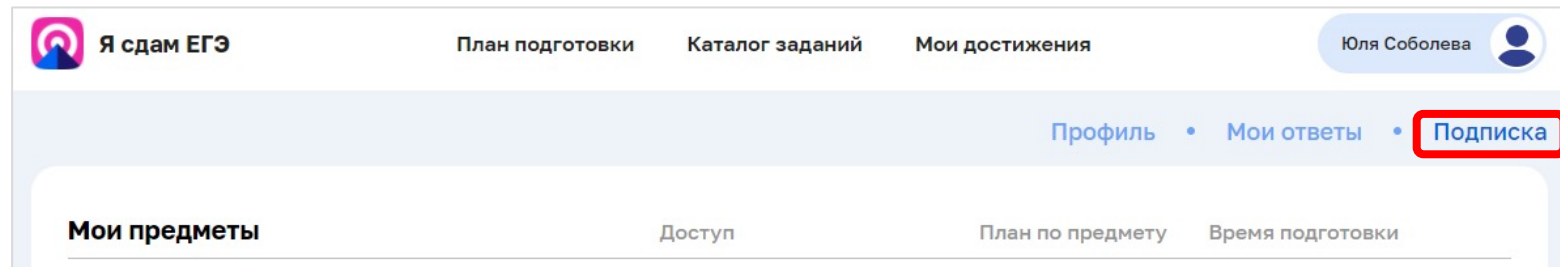 Я сдам ЕГЭ План подготовки Каталог заданий Мои достижения Юля Соболева
Профиль • Мои ответы • Подписка
Мои предметы Доступ План по предмету Время подготовки